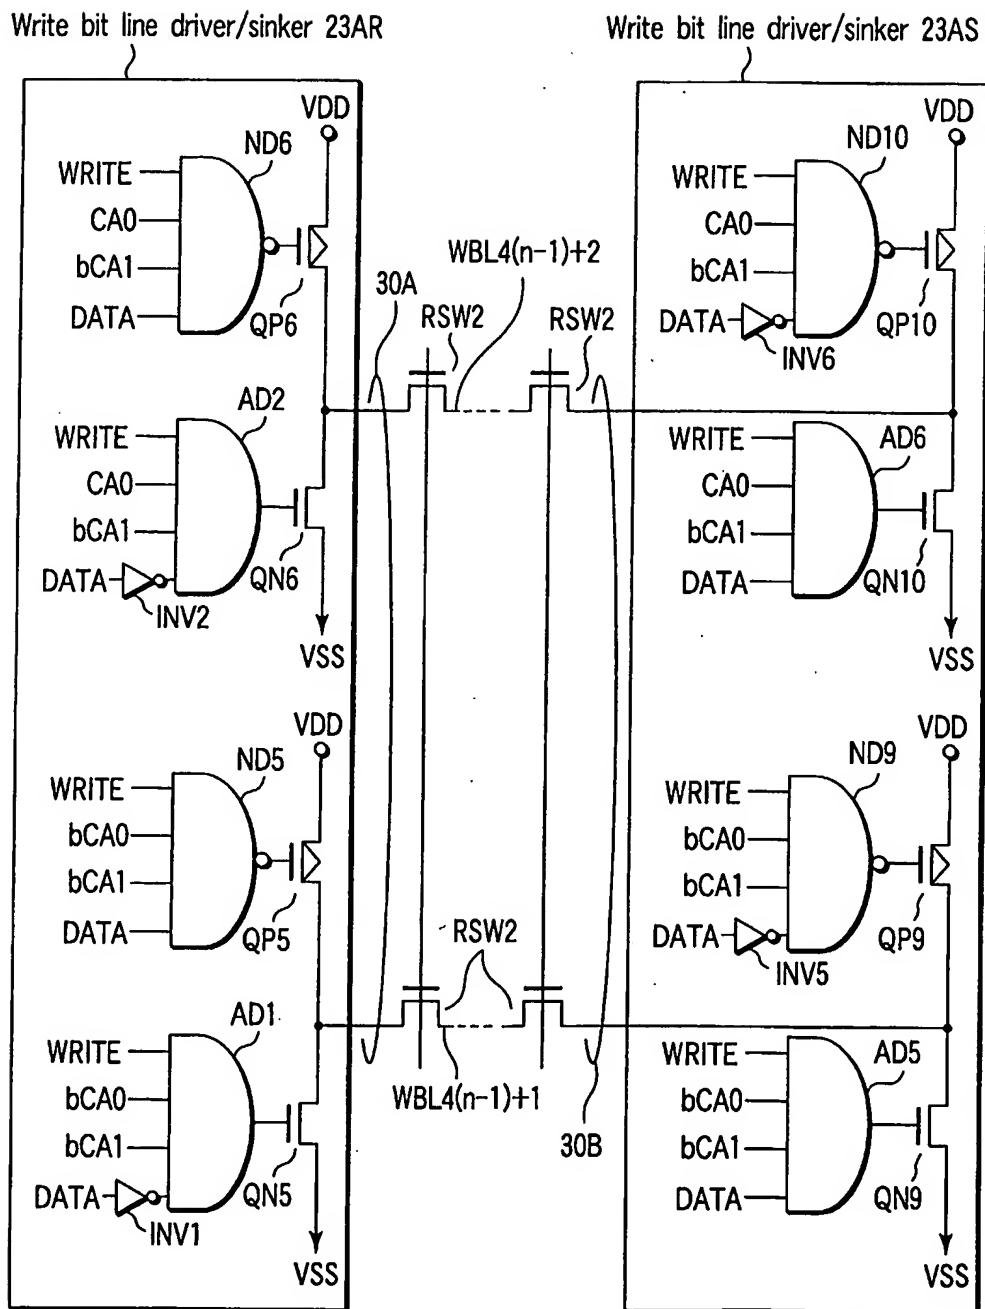 Write bit line driver/sinker 23AR
Write bit line driver/sinker 23AS
VDD
ND6
WRITE
CA0
bCA1
DATA
QP6
30A
RSW2
WBL4(n-1)+2
RSW2
VDD
ND10
WRITE
CA0
bCA1
DATA
INV6
QP10
AD2
WRITE
CA0
bCA1
DATA
INV2
QN6
VSS
AD6
WRITE
CA0
bCA1
DATA
QN10
VSS
VDD
ND5
WRITE
bCA0
bCA1
DATA
QP5
RSW2
VDD
ND9
WRITE
bCA0
bCA1
DATA
INV5
QP9
AD1
WRITE
bCA0
bCA1
DATA
INV1
QN5
VSS
WBL4(n-1)+1
30B
AD5
WRITE
bCA0
bCA1
DATA
QN9
VSS